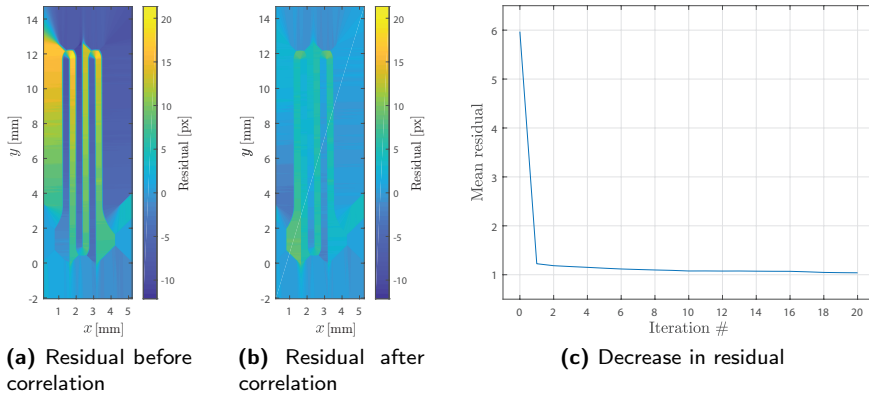 14
12
10
8
6
4
2
0
-2
y [mm]
1 2 3 4 5
x [mm]
20
15
10
5
0
-5
-10
Residual [px]
(a) Residual before
correlation
14
12
10
8
6
4
2
0
-2
y [mm]
1 2 3 4 5
x [mm]
20
15
10
5
0
-5
-10
Residual [px]
(b) Residual after
correlation
6
5
4
3
2
1
Mean residual
0 2 4 6 8 10 12 14 16 18 20
Iteration #
(c) Decrease in residual